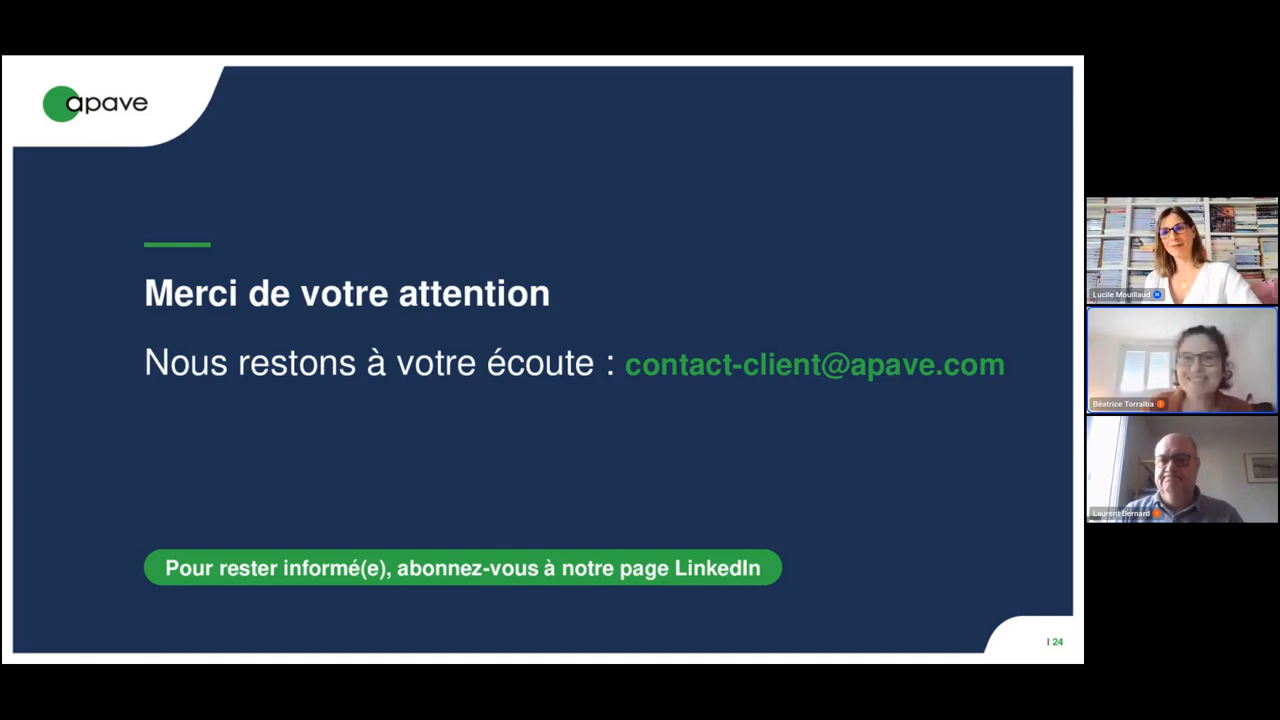 apave
Merci de votre attention
Nous restons à votre écoute : contact-client@apave.com
Pour rester informé(e), abonnez-vous à notre page LinkedIn
I 24
Lucile Mouillaud M
Béatrice Torralba
Laurent Bernard